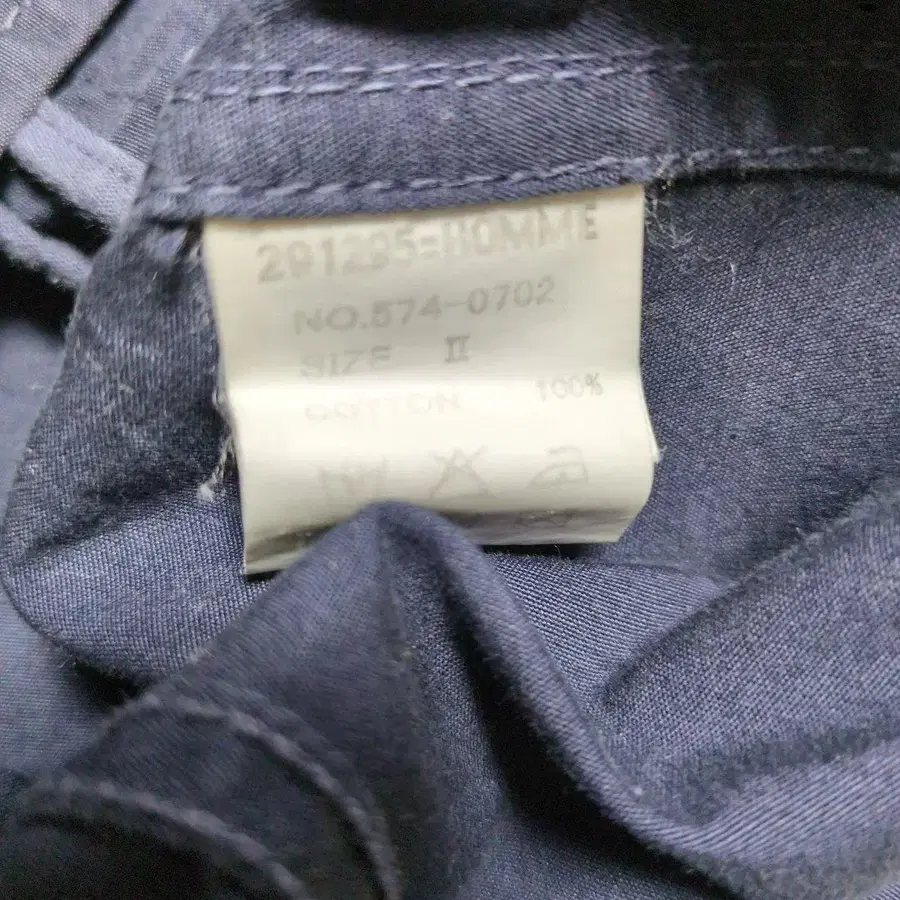 291295=HOMME
NO.574-0702
SIZE II
COTTON 100%